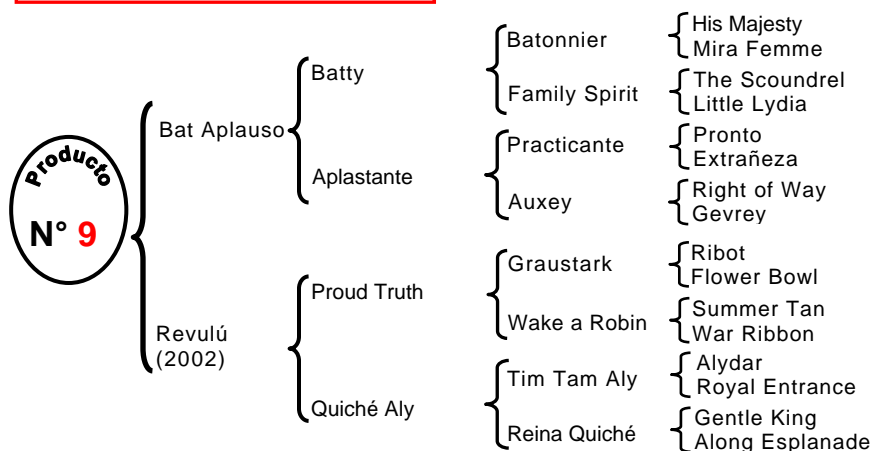 Producto
N° 9
Bat Aplauso
Revulú
(2002)
Batty
Aplastante
Proud Truth
Quiché Aly
Batonnier
Family Spirit
Practicante
Auxey
Graustark
Wake a Robin
Tim Tam Aly
Reina Quiché
His Majesty
Mira Femme
The Scoundrel
Little Lydia
Pronto
Extrañeza
Right of Way
Gevrey
Ribot
Flower Bowl
Summer Tan
War Ribbon
Alydar
Royal Entrance
Gentle King
Along Esplanade